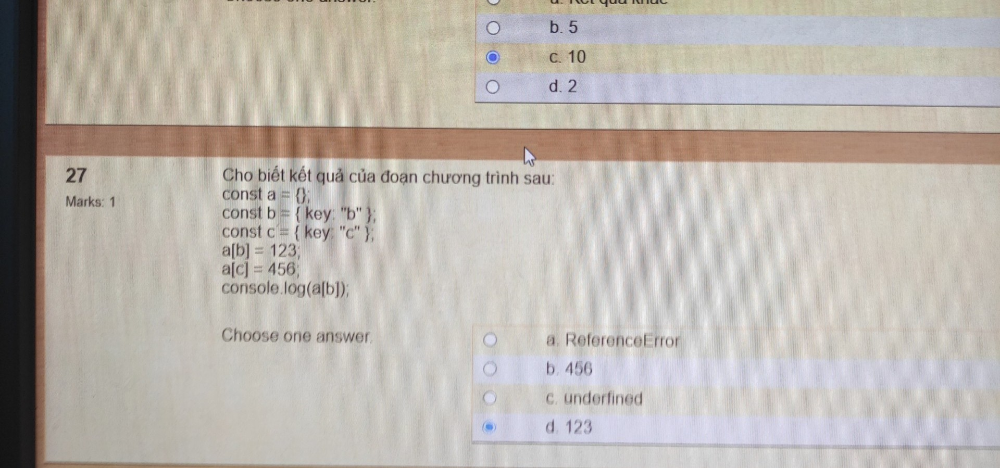 b. 5
c. 10
d. 2
27
Marks: 1
Cho biết kết quả của đoạn chương trình sau:
const a = {};
const b = { key: "b" };
const c = { key: "c" };
a[b] = 123;
a[c] = 456;
console.log(a[b]);
Choose one answer.
a. ReferenceError
b. 456
c. underfined
d. 123